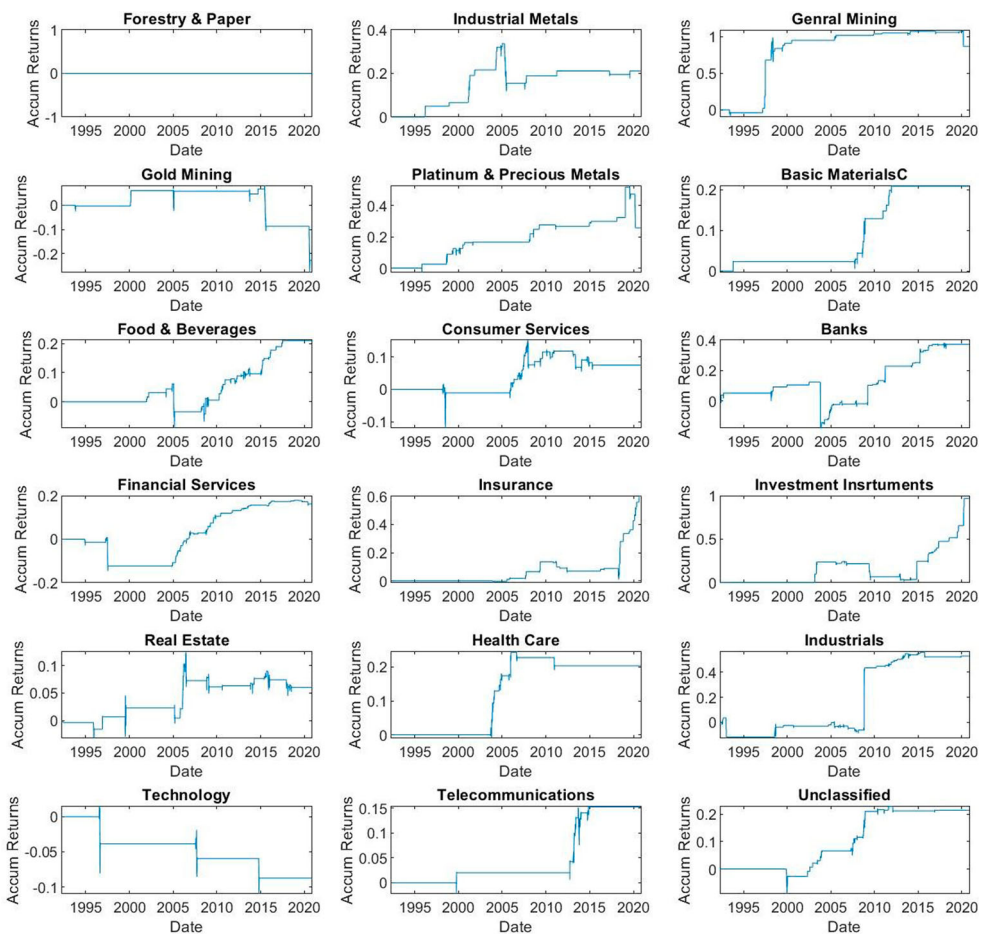 Forestry & Paper
Accum Returns
1
0
-1
1995 2000 2005 2010 2015 2020
Date
Industrial Metals
Accum Returns
0.4
0.2
0
1995 2000 2005 2010 2015 2020
Date
Genral Mining
Accum Returns
1
0.5
0
1995 2000 2005 2010 2015 2020
Date
Gold Mining
Accum Returns
0
-0.1
-0.2
1995 2000 2005 2010 2015 2020
Date
Platinum & Precious Metals
Accum Returns
0.4
0.2
0
1995 2000 2005 2010 2015 2020
Date
Basic MaterialsC
Accum Returns
0.2
0.1
0
1995 2000 2005 2010 2015 2020
Date
Food & Beverages
Accum Returns
0.2
0.1
0
1995 2000 2005 2010 2015 2020
Date
Consumer Services
Accum Returns
0.1
0
-0.1
1995 2000 2005 2010 2015 2020
Date
Banks
Accum Returns
0.4
0.2
0
1995 2000 2005 2010 2015 2020
Date
Financial Services
Accum Returns
0.2
0
-0.2
1995 2000 2005 2010 2015 2020
Date
Insurance
Accum Returns
0.6
0.4
0.2
0
1995 2000 2005 2010 2015 2020
Date
Investment Insrtuments
Accum Returns
1
0.5
0
1995 2000 2005 2010 2015 2020
Date
Real Estate
Accum Returns
0.1
0.05
0
1995 2000 2005 2010 2015 2020
Date
Health Care
Accum Returns
0.2
0.1
0
1995 2000 2005 2010 2015 2020
Date
Industrials
Accum Returns
0.4
0.2
0
1995 2000 2005 2010 2015 2020
Date
Technology
Accum Returns
0
-0.05
-0.1
1995 2000 2005 2010 2015 2020
Date
Telecommunications
Accum Returns
0.15
0.1
0.05
0
1995 2000 2005 2010 2015 2020
Date
Unclassified
Accum Returns
0.2
0.1
0
1995 2000 2005 2010 2015 2020
Date